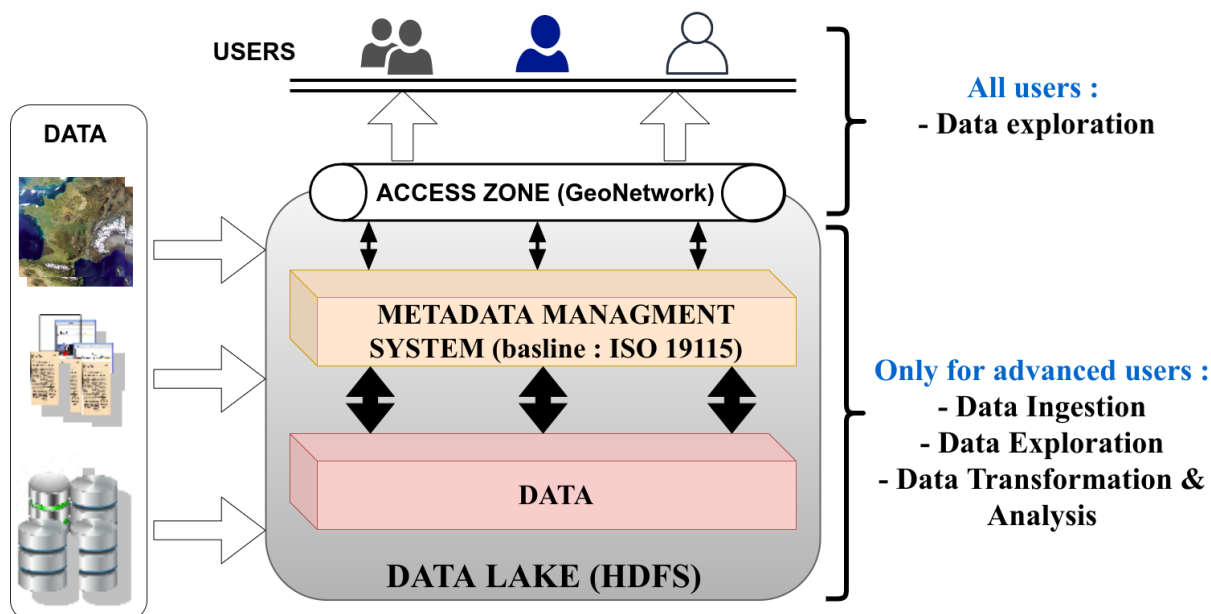 USERS
DATA
ACCESS ZONE (GeoNetwork)
METADATA MANAGMENT
SYSTEM (basline : ISO 19115)
DATA
DATA LAKE (HDFS)
All users :
- Data exploration
Only for advanced users :
- Data Ingestion
- Data Exploration
- Data Transformation &
Analysis